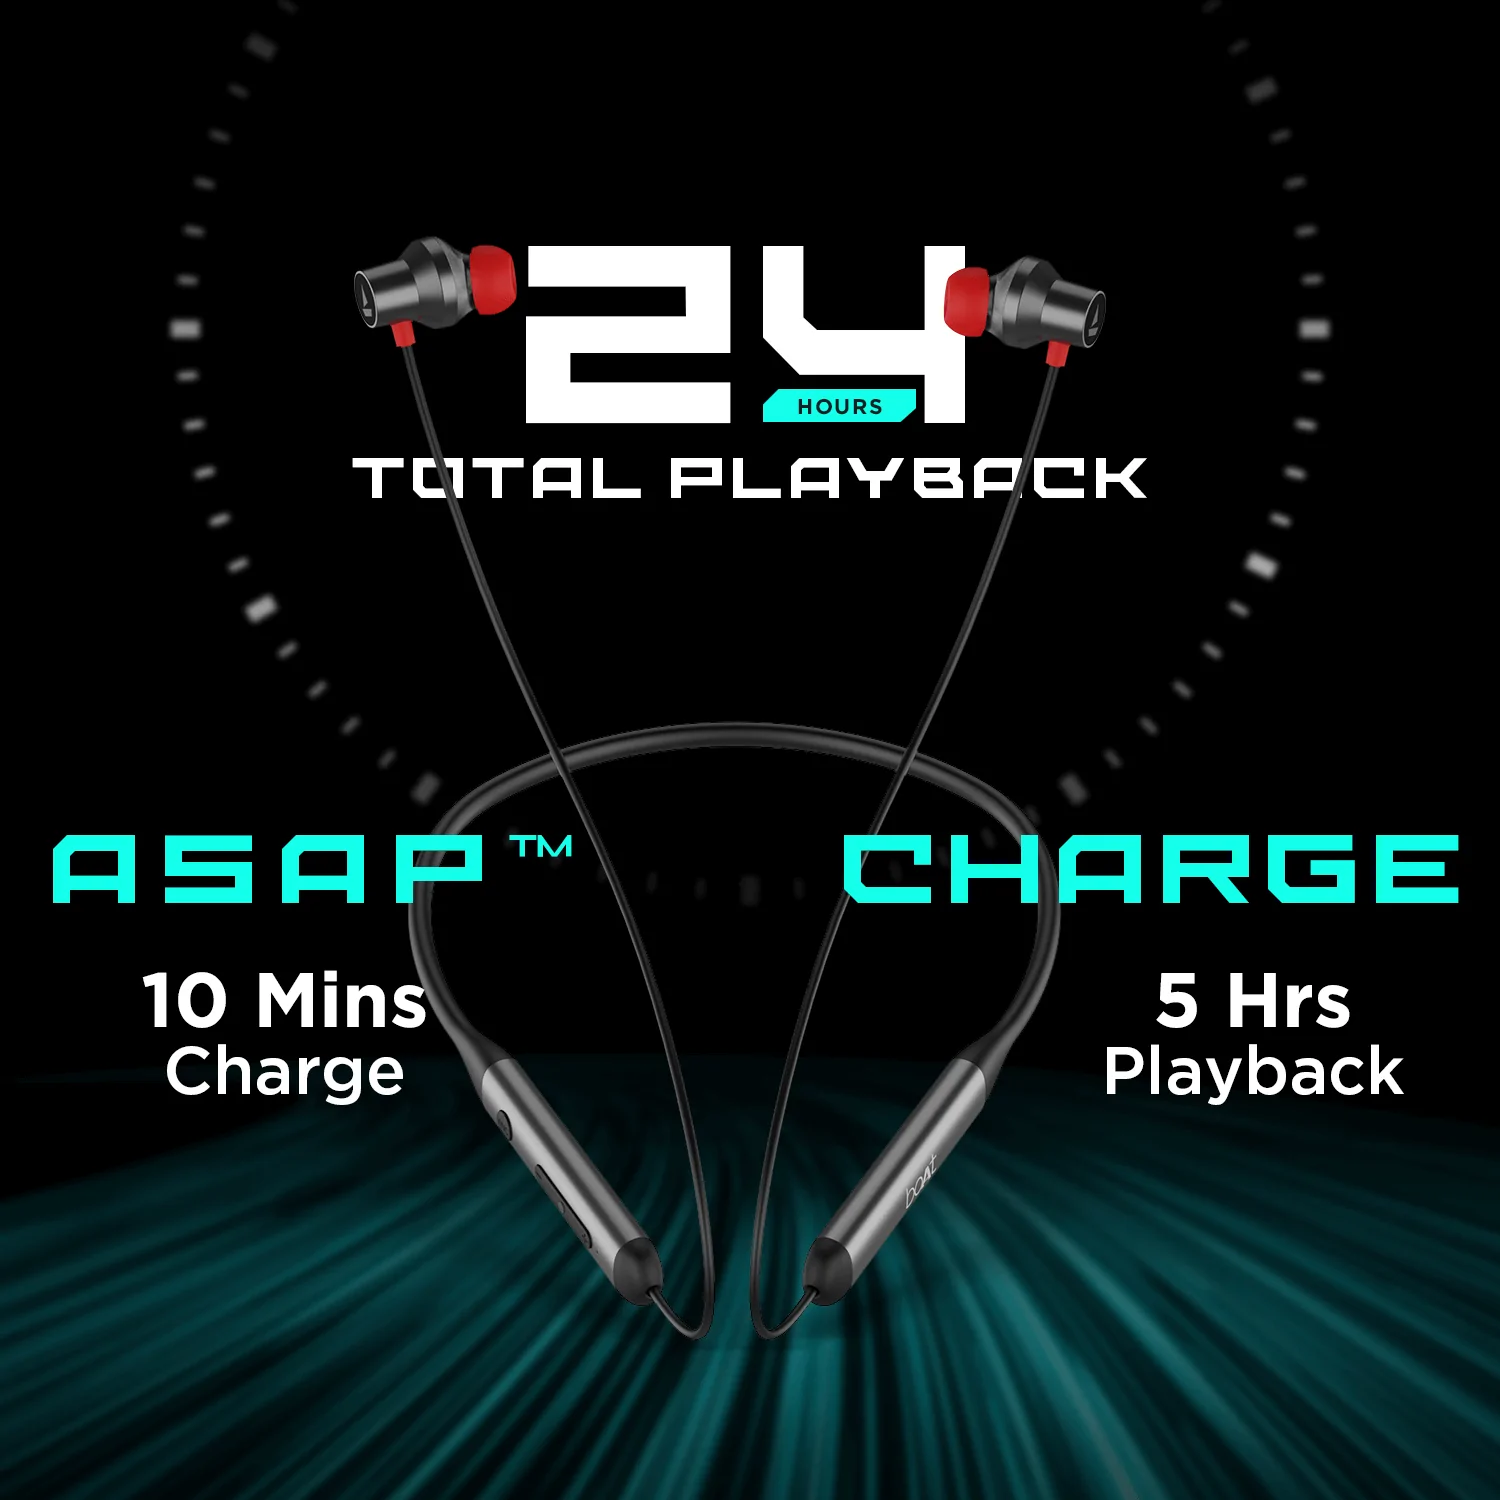 24
HOURS
TOTAL PLAYBACK
ASAP™ CHARGE
10 Mins
Charge
5 Hrs
Playback
boAt